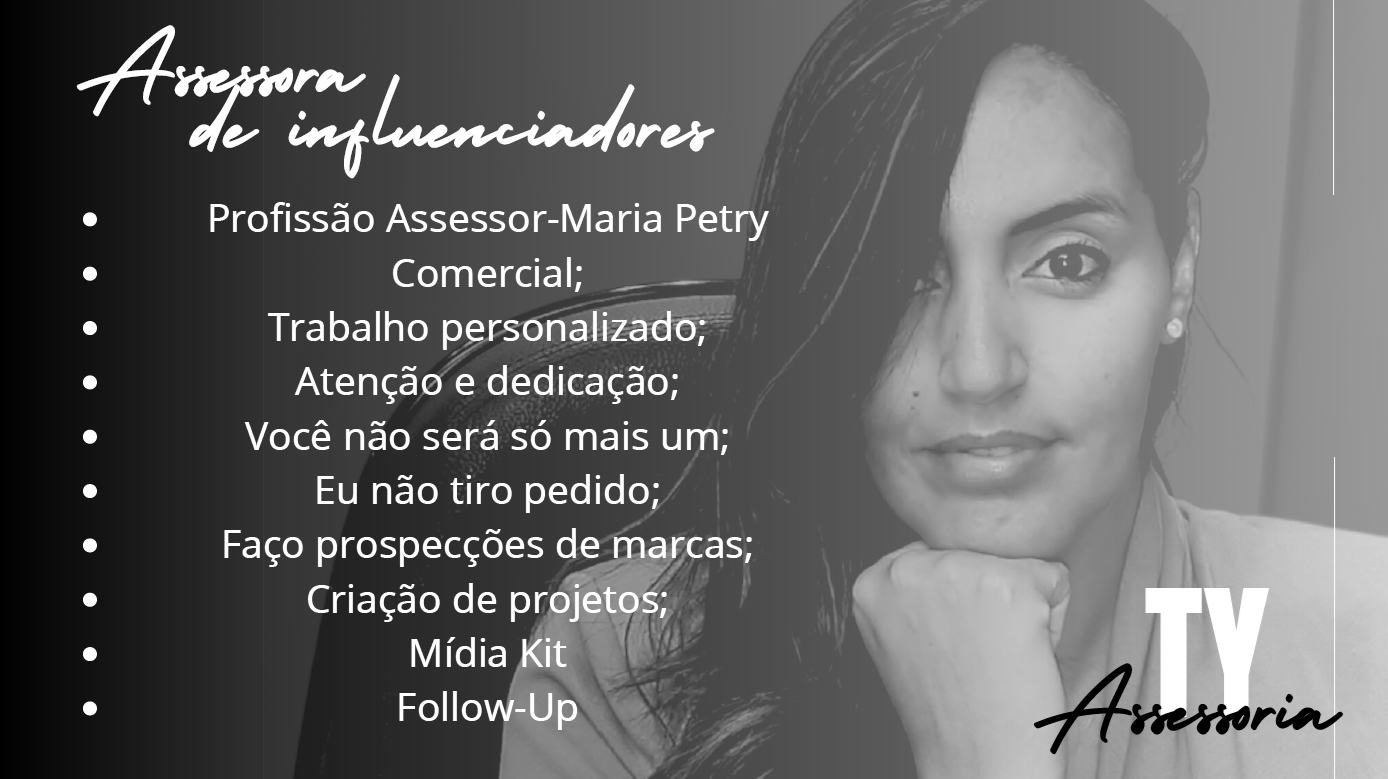 Assessora
de influenciadores
Profissão Assessor-Maria Petry
Comercial;
Trabalho personalizado;
Atenção e dedicação;
Você não será só mais um;
Eu não tiro pedido;
Faço prospecções de marcas;
Criação de projetos;
Mídia Kit
Follow-Up
TY
Assessoria